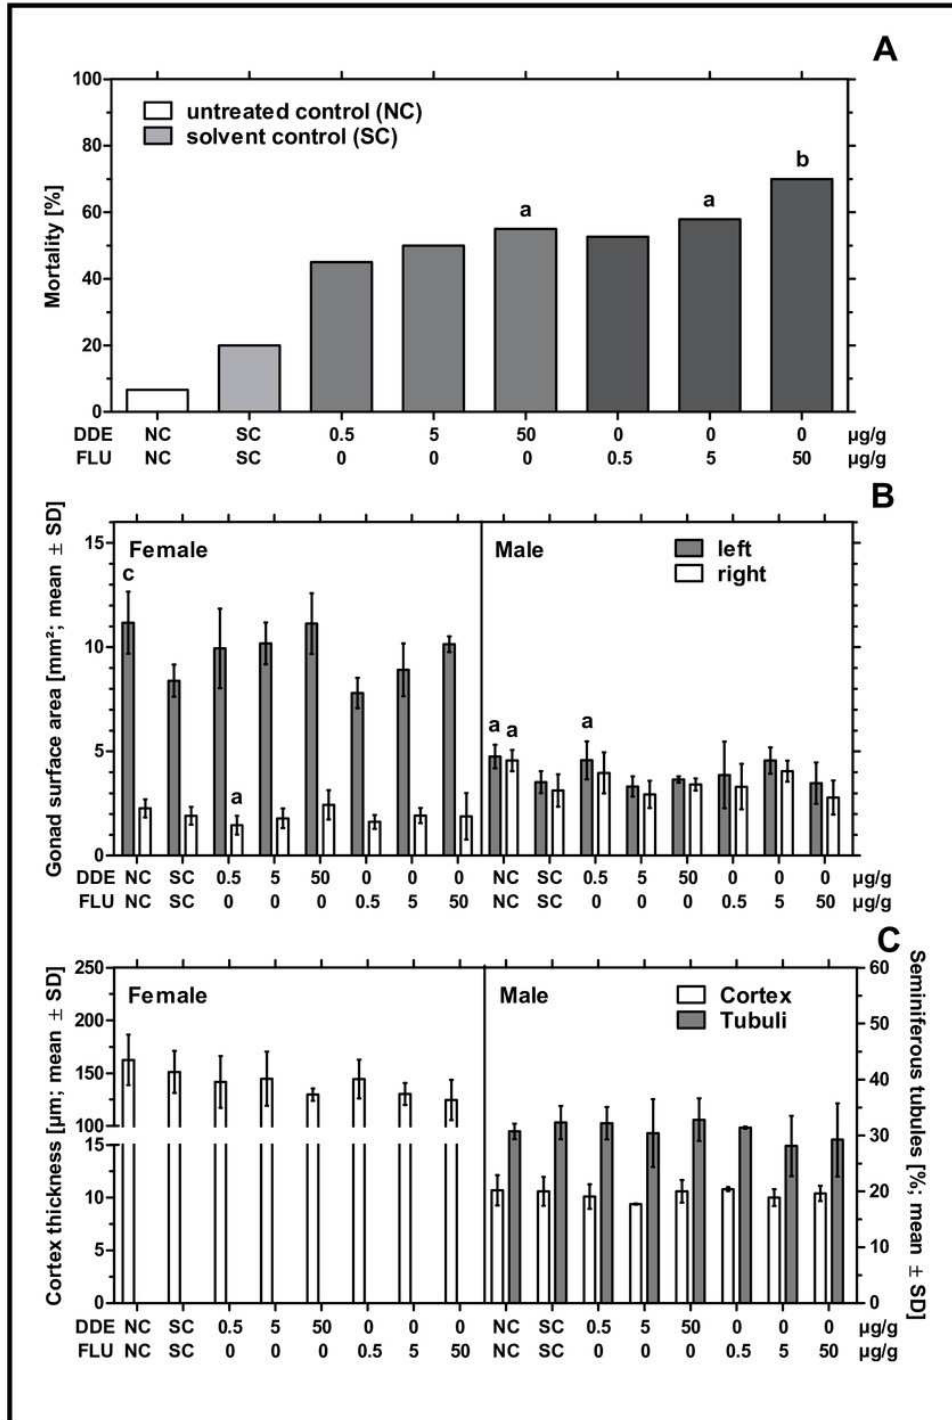 A
100
80
60
40
20
0
Mortality [%]
untreated control (NC)
solvent control (SC)
a
a
b
DDE NC SC 0.5 5 50 0 0 0 µg/g
FLU NC SC 0 0 0 0.5 5 50 µg/g
B
15
10
5
0
Gonad surface area [mm²; mean ± SD]
Female
c
a
Male
left
right
a a
a
DDE NC SC 0.5 5 50 0 0 0 NC SC 0.5 5 50 0 0 0 µg/g
FLU NC SC 0 0 0 0.5 5 50 NC SC 0 0 0 0.5 5 50 µg/g
C
250
200
150
100
15
10
5
0
Cortex thickness [µm; mean ± SD]
Female
Male
Cortex
Tubuli
60
50
40
30
20
10
0
Seminiferous tubules [%; mean ± SD]
DDE NC SC 0.5 5 50 0 0 0 NC SC 0.5 5 50 0 0 0 µg/g
FLU NC SC 0 0 0 0.5 5 50 NC SC 0 0 0 0.5 5 50 µg/g